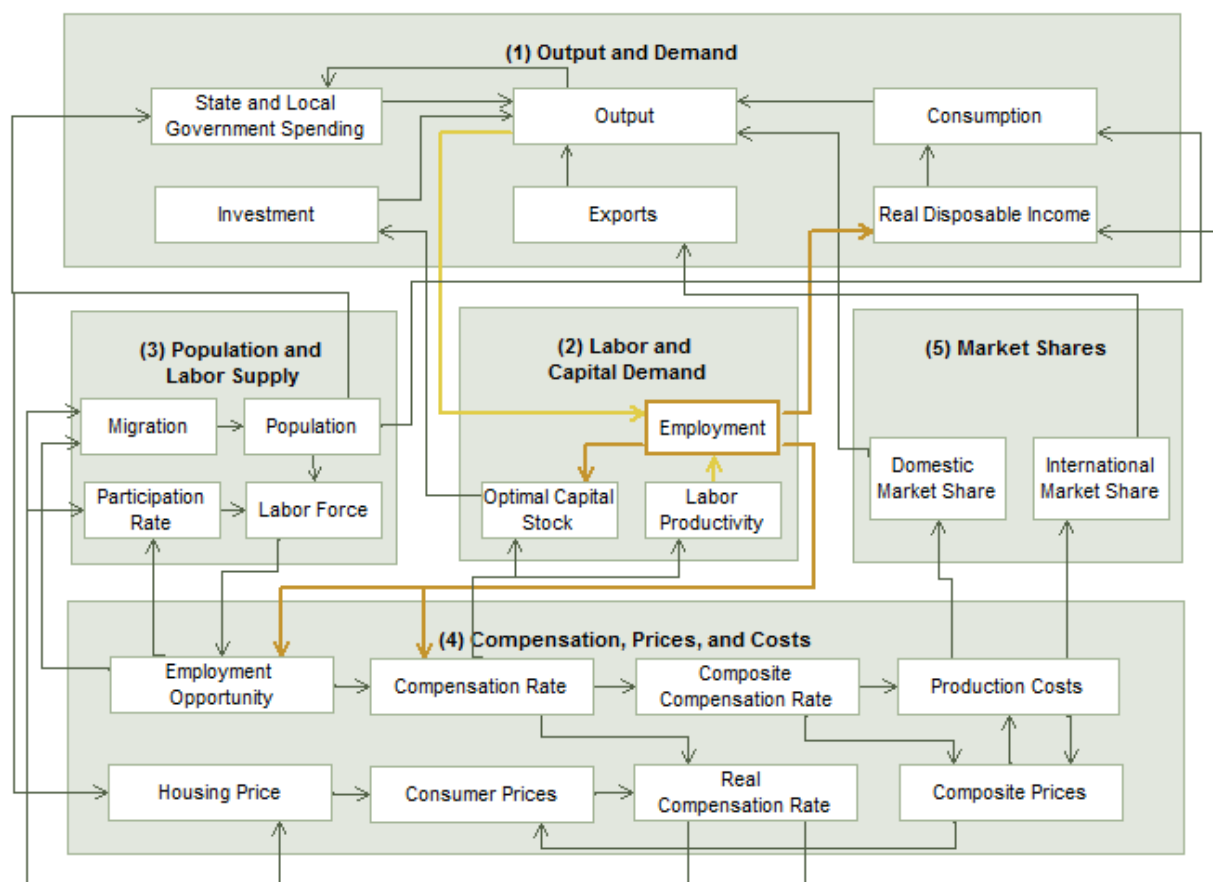 (1) Output and Demand
State and Local
Government Spending
Output
Consumption
Investment
Exports
Real Disposable Income
(3) Population and
Labor Supply
Migration
Population
Participation
Rate
Labor Force
(2) Labor and
Capital Demand
Employment
Optimal Capital
Stock
Labor
Productivity
(5) Market Shares
Domestic
Market Share
International
Market Share
(4) Compensation, Prices, and Costs
Employment
Opportunity
Compensation Rate
Composite
Compensation Rate
Production Costs
Housing Price
Consumer Prices
Real
Compensation Rate
Composite Prices